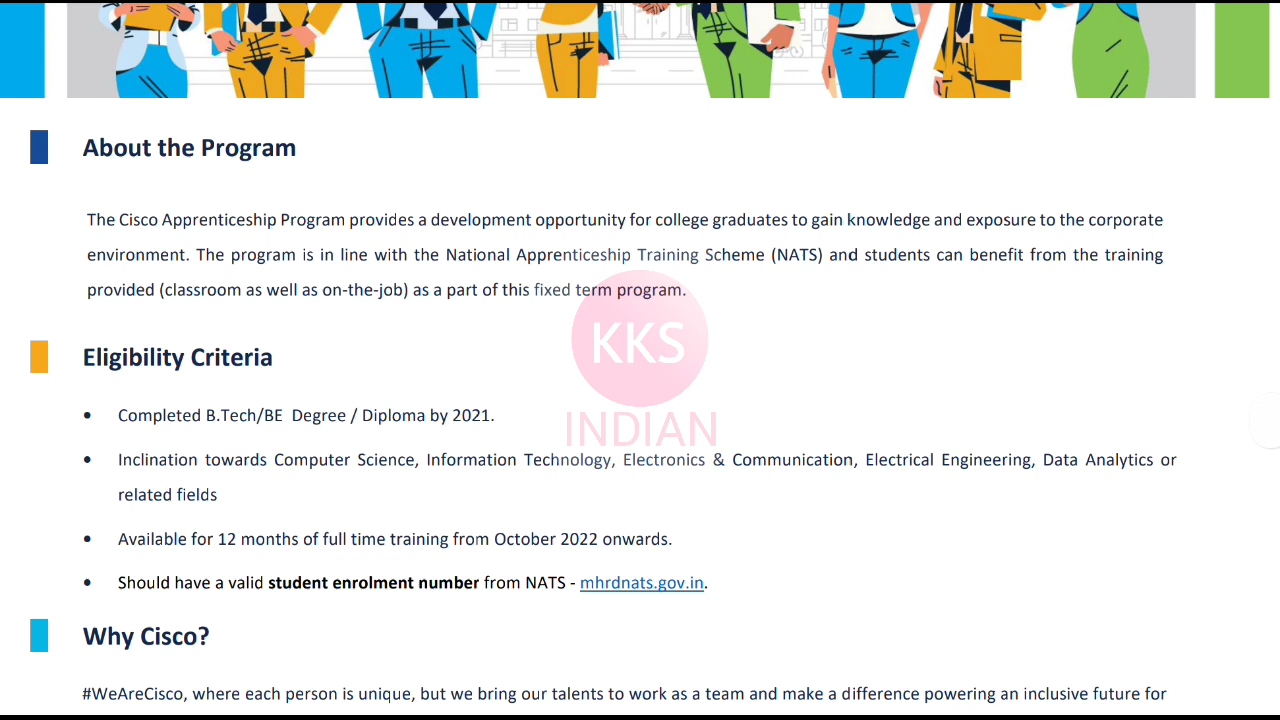 About the Program
The Cisco Apprenticeship Program provides a development opportunity for college graduates to gain knowledge and exposure to the corporate
environment. The program is in line with the National Apprenticeship Training Scheme (NATS) and students can benefit from the training
provided (classroom as well as on-the-job) as a part of this fixed term program.
KKS
INDIAN
Eligibility Criteria
• Completed B.Tech/BE Degree / Diploma by 2021.
• Inclination towards Computer Science, Information Technology, Electronics & Communication, Electrical Engineering, Data Analytics or
related fields
• Available for 12 months of full time training from October 2022 onwards.
• Should have a valid student enrolment number from NATS - mhrdnats.gov.in.
Why Cisco?
#WeAreCisco, where each person is unique, but we bring our talents to work as a team and make a difference powering an inclusive future for